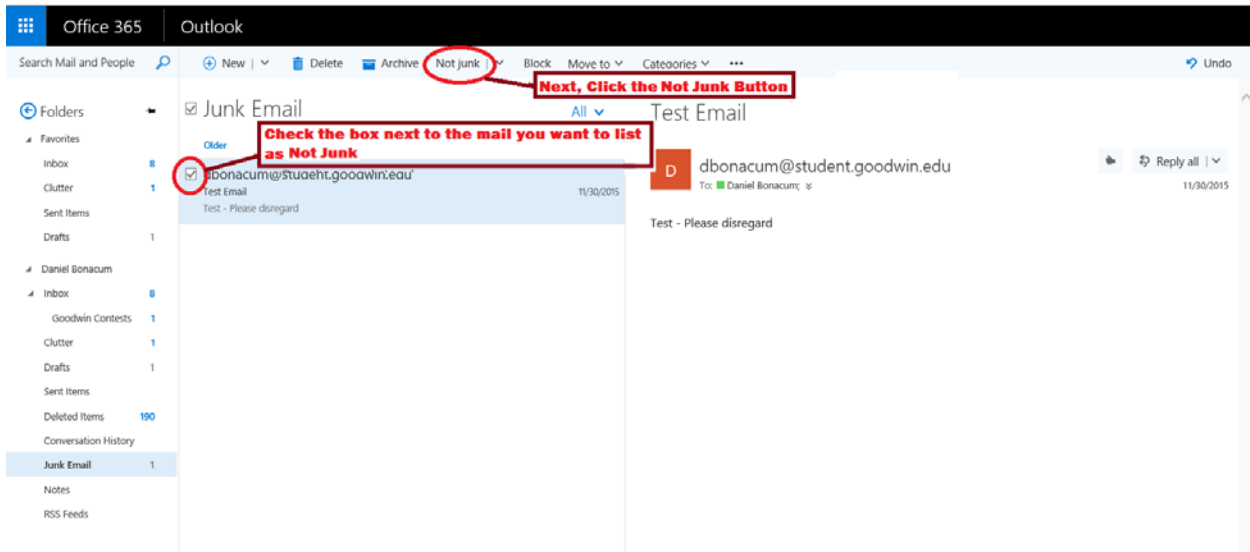 Office 365 Outlook
Search Mail and People New Delete Archive Not junk Block Move to Categories ... Undo
Next, Click the Not Junk Button
Folders
Favorites
Inbox 8
Clutter 1
Sent Items
Drafts 1
Daniel Bonacum
Inbox 8
Goodwin Contests 1
Clutter 1
Drafts 1
Sent Items
Deleted Items 190
Conversation History
Junk Email 1
Notes
RSS Feeds
Junk Email All
Older
Check the box next to the mail you want to list
as Not Junk
dbonacum@student.goodwin.edu'
Test Email 11/30/2015
Test - Please disregard
Test Email
D
dbonacum@student.goodwin.edu
To: Daniel Bonacum;
Reply all
11/30/2015
Test - Please disregard